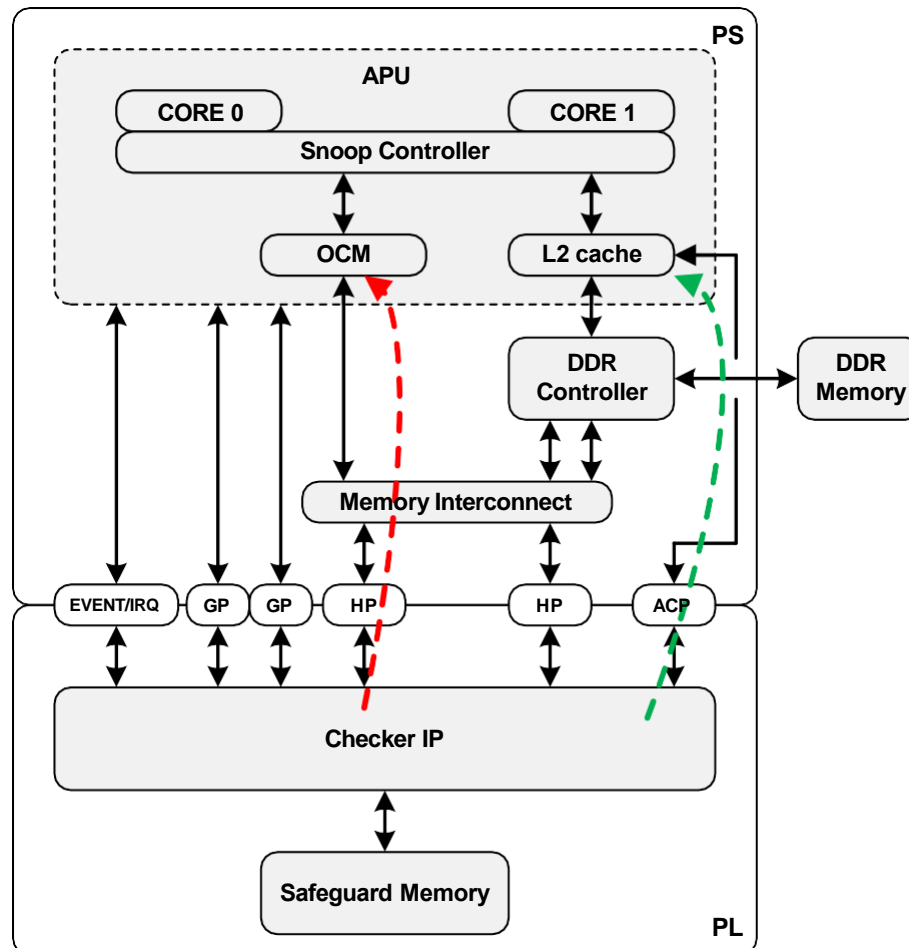 PS
APU
CORE 0
CORE 1
Snoop Controller
OCM
L2 cache
DDR
Controller
DDR
Memory
Memory Interconnect
EVENT/IRQ
GP
GP
HP
HP
ACP
Checker IP
Safeguard Memory
PL